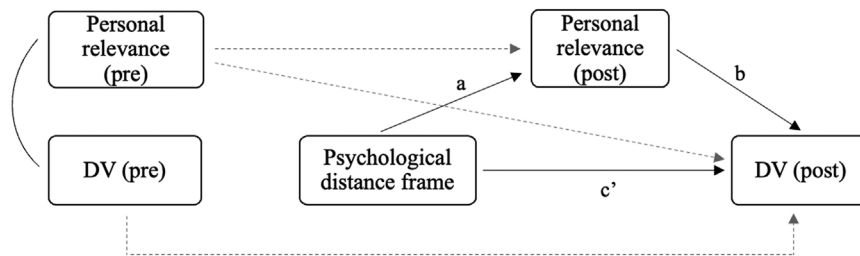 Personal
relevance
(pre)
Personal
relevance
(post)
a
b
DV (pre)
Psychological
distance frame
c’
DV (post)